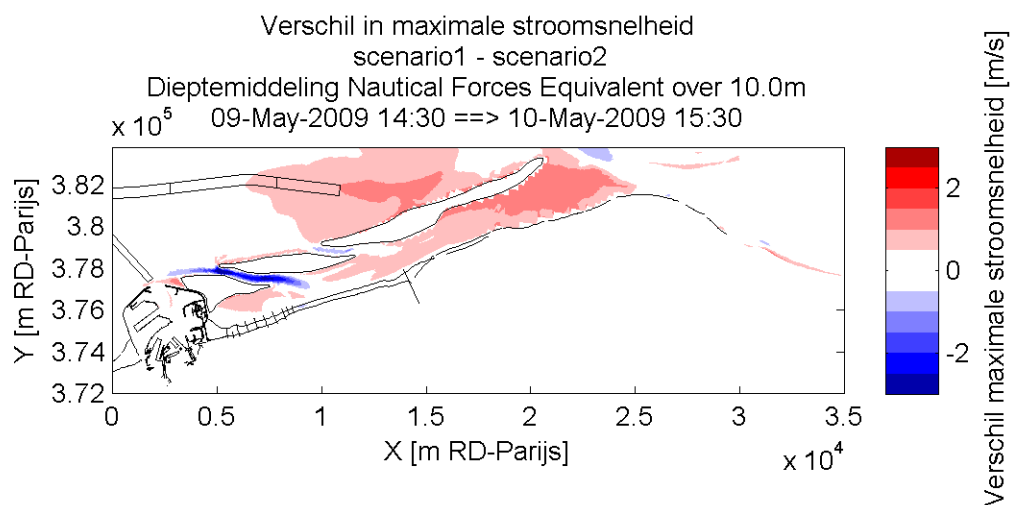 Verschil in maximale stroomsnelheid
scenario1 - scenario2
Dieptemiddeling Nautical Forces Equivalent over 10.0m
x 10^5 09-May-2009 14:30 ==> 10-May-2009 15:30
Y [m RD-Parijs]
3.82
3.8
3.78
3.76
3.74
3.72
0 0.5 1 1.5 2 2.5 3 3.5
X [m RD-Parijs]
x 10^4
2
0
-2
Verschil maximale stroomsnelheid [m/s]